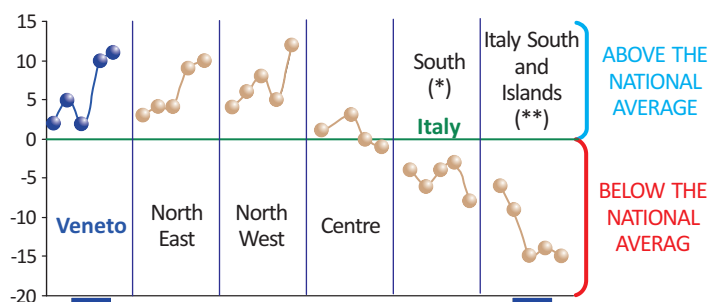 15
10
5
0
-5
-10
-15
-20
Veneto
North
East
North
West
Centre
South
(*)
Italy
Italy South
and
Islands
(**)
ABOVE THE
NATIONAL
AVERAGE
BELOW THE
NATIONAL
AVERAG